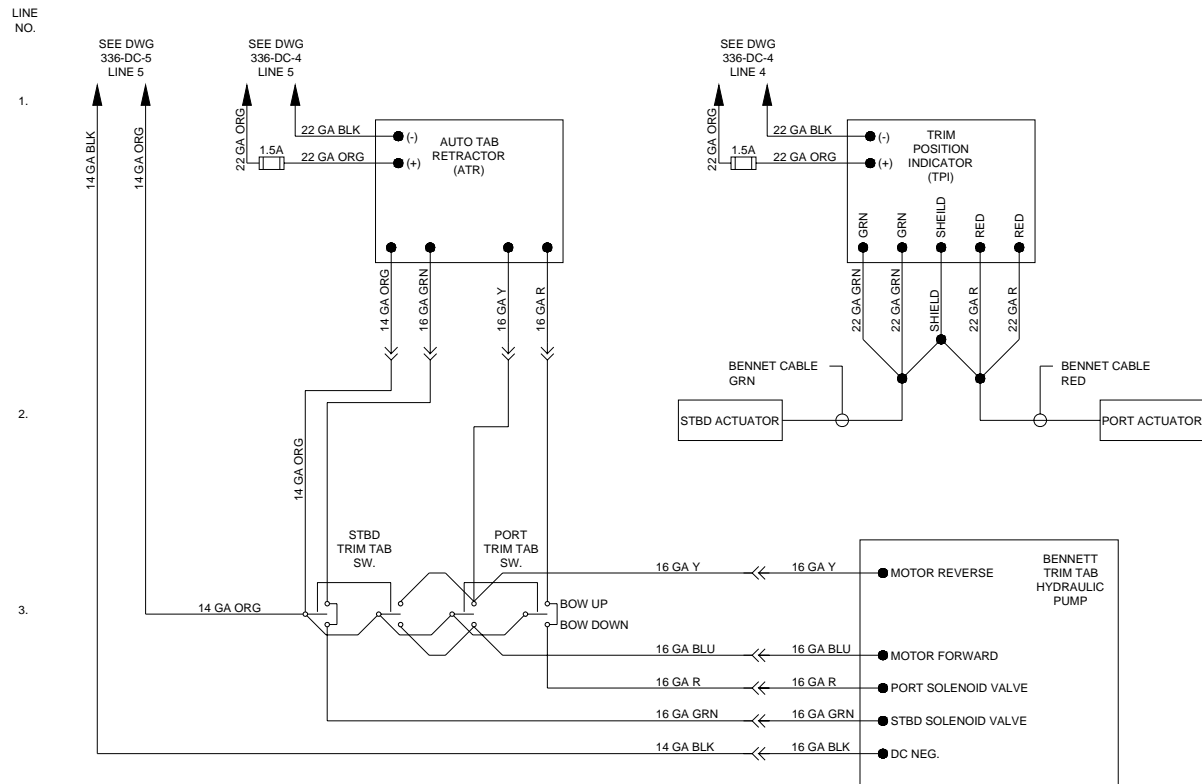 LINE
NO.
SEE DWG
336-DC-5
LINE 5
SEE DWG
336-DC-4
LINE 5
SEE DWG
336-DC-4
LINE 4
1.
14 GA BLK
14 GA ORG
22 GA ORG
1.5A
22 GA BLK
22 GA ORG
(-)
(+)
AUTO TAB
RETRACTOR
(ATR)
22 GA ORG
1.5A
22 GA BLK
22 GA ORG
(-)
(+)
TRIM
POSITION
INDICATOR
(TPI)
GRN
GRN
SHEILD
RED
RED
14 GA ORG
16 GA GRN
16 GA Y
16 GA R
22 GA GRN
22 GA GRN
SHIELD
22 GA R
22 GA R
BENNET CABLE
GRN
BENNET CABLE
RED
2.
STBD ACTUATOR
PORT ACTUATOR
14 GA ORG
STBD
TRIM TAB
SW.
PORT
TRIM TAB
SW.
BENNETT
TRIM TAB
HYDRAULIC
PUMP
16 GA Y
16 GA Y
MOTOR REVERSE
3.
14 GA ORG
BOW UP
BOW DOWN
16 GA BLU
16 GA BLU
MOTOR FORWARD
16 GA R
16 GA R
PORT SOLENOID VALVE
16 GA GRN
16 GA GRN
STBD SOLENOID VALVE
14 GA BLK
16 GA BLK
DC NEG.